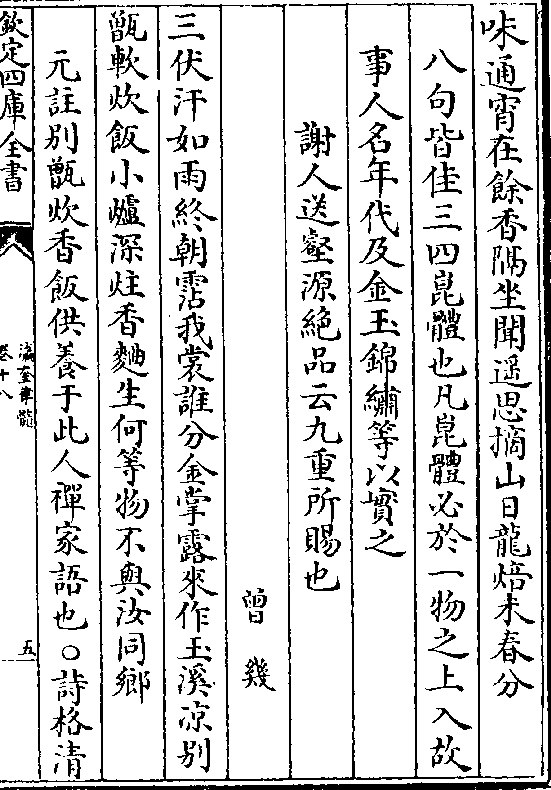 味通宵在餘香隔坐聞遥思摘山日龍焙未春分
八句皆佳三四崑體也凡崑體必於一物之上入故
事人名年代及金玉錦繡等以實之
謝人送壑源絶品云九重所賜也
曾幾
三伏汗如雨終朝霑我裳誰分金掌露來作玉溪凉别
甑軟炊飯小爐深炷香麯生何等物不與汝同鄉
元註别甑炊香飯供養于此人禪家語也○詩格清
欽定四庫全書
瀛奎律髓
卷十八
五